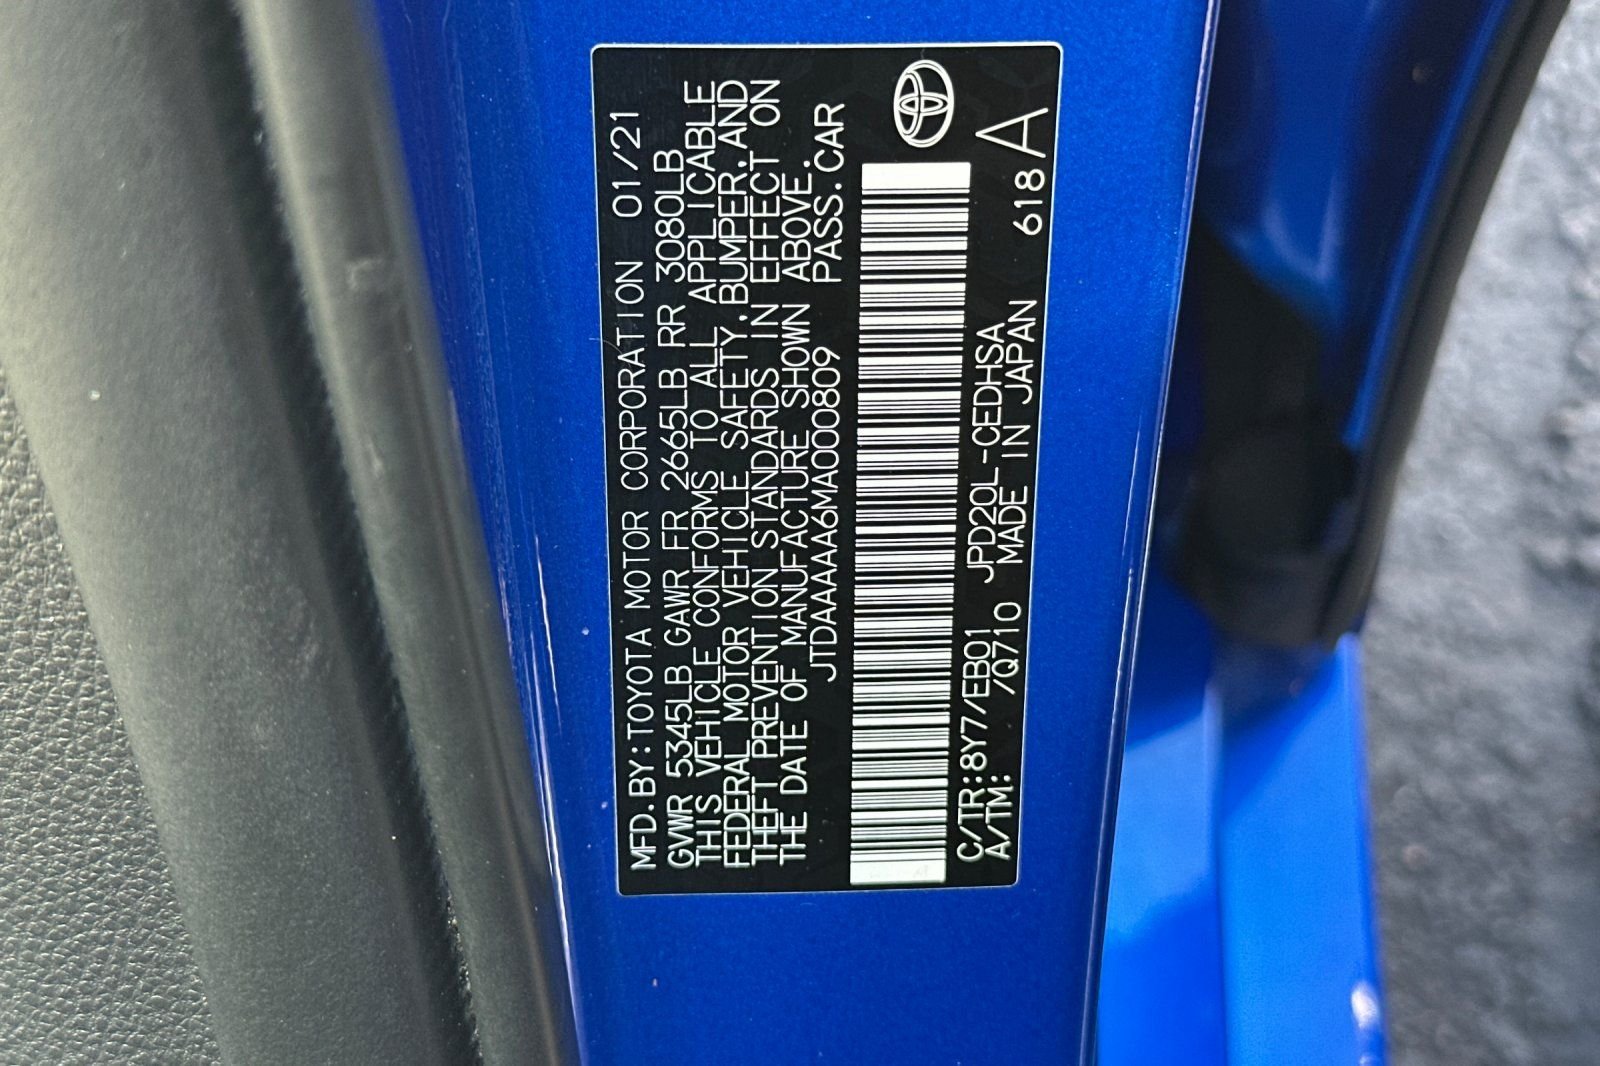 MFD.BY:TOYOTA MOTOR CORPORATION 01/21
GVWR 5345LB GAWR FR 2665LB RR 3080LB
THIS VEHICLE CONFORMS TO ALL APPLICABLE
FEDERAL MOTOR VEHICLE SAFETY,BUMPER,AND
THEFT PREVENTION STANDARDS IN EFFECT ON
THE DATE OF MANUFACTURE SHOWN ABOVE.
JTDAAAAA6MA000809 PASS.CAR
C/TR:8Y7/EB01 JPD20L-CEDHSA
A/TM: /Q710 MADE IN JAPAN 618A